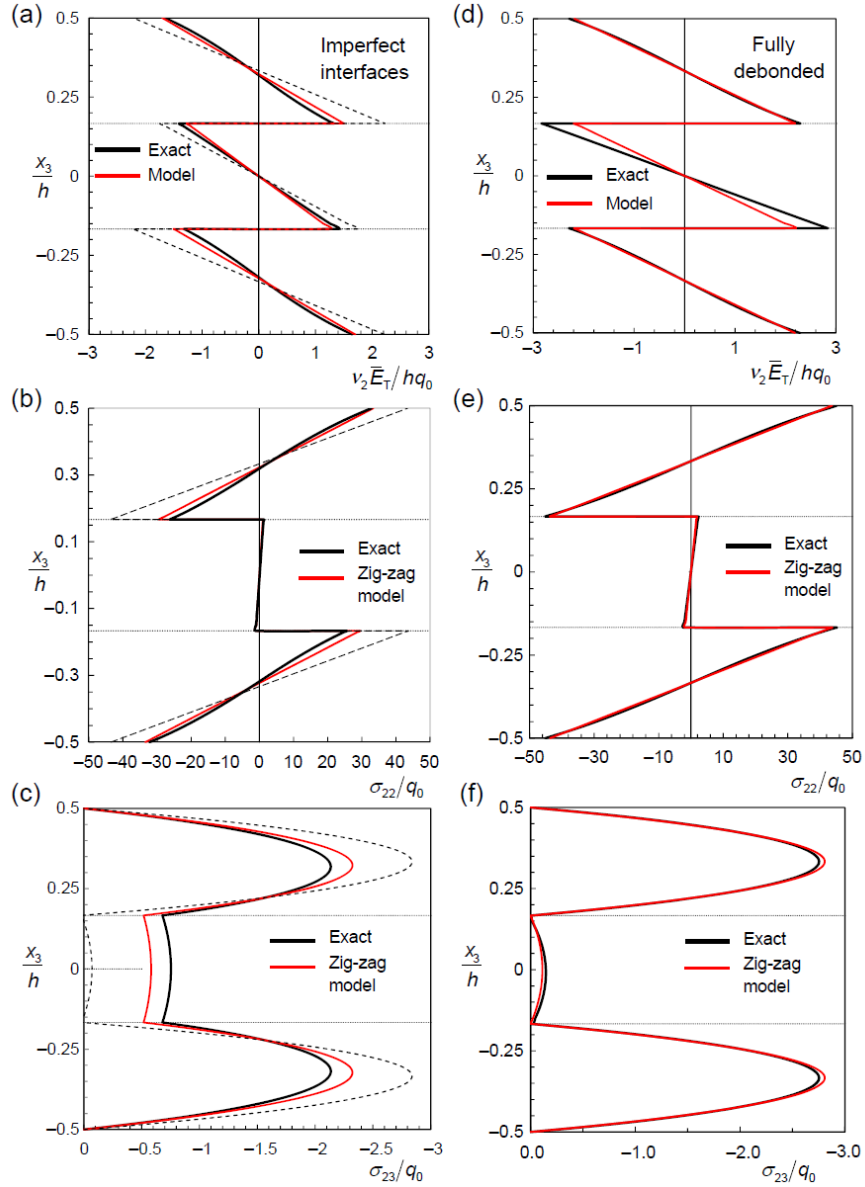 (a)
0.5
0.25
0
−0.25
−0.5
x₃/h
Imperfect
interfaces
Exact
Model
−3 −2 −1 0 1 2 3
ν₂E̅_T/hq₀
(d)
0.5
0.25
0
−0.25
−0.5
x₃/h
Fully
debonded
Exact
Model
−3 −2 −1 0 1 2 3
ν₂E̅_T/hq₀
(b)
0.5
0.3
0.1
−0.1
−0.3
−0.5
x₃/h
Exact
Zig-zag
model
−50 −40 −30 −20 −10 0 10 20 30 40 50
σ₂₂/q₀
(e)
0.5
0.25
0
−0.25
−0.5
x₃/h
Exact
Zig-zag
model
−50 −30 −10 10 30 50
σ₂₂/q₀
(c)
0.5
0.25
0
−0.25
−0.5
x₃/h
Exact
Zig-zag
model
0 −0.5 −1 −1.5 −2 −2.5 −3
σ₂₃/q₀
(f)
0.5
0.25
0
−0.25
−0.5
x₃/h
Exact
Zig-zag
model
0.0 −1.0 −2.0 −3.0
σ₂₃/q₀